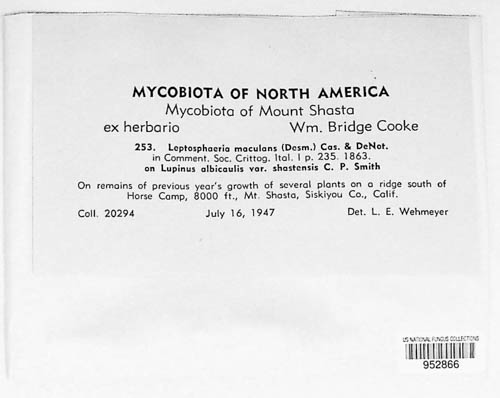 MYCOBIOTA OF NORTH AMERICA
Mycobiota of Mount Shasta
ex herbario Wm. Bridge Cooke
253. Leptosphaeria maculans (Desm.) Cas. & DeNot.
in Comment. Soc. Crittog. Ital. I p. 235. 1863.
on Lupinus albicaulis var. shastensis C. P. Smith
On remains of previous year's growth of several plants on a ridge south of
Horse Camp, 8000 ft., Mt. Shasta, Siskiyou Co., Calif.
Coll. 20294 July 16, 1947 Det. L. E. Wehmeyer
US NATIONAL FUNGUS COLLECTIONS
952866